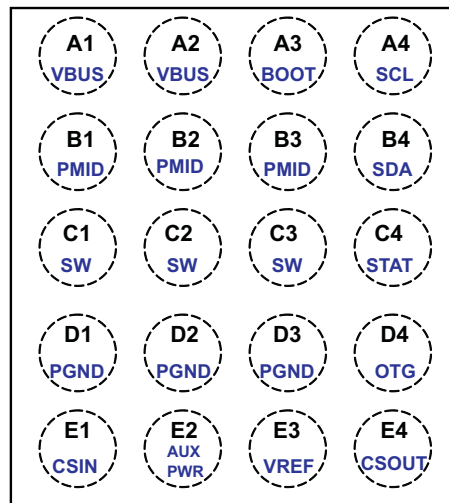 A1 A2 A3 A4
VBUS VBUS BOOT SCL
B1 B2 B3 B4
PMID PMID PMID SDA
C1 C2 C3 C4
SW SW SW STAT
D1 D2 D3 D4
PGND PGND PGND OTG
E1 E2 E3 E4
CSIN AUX PWR VREF CSOUT